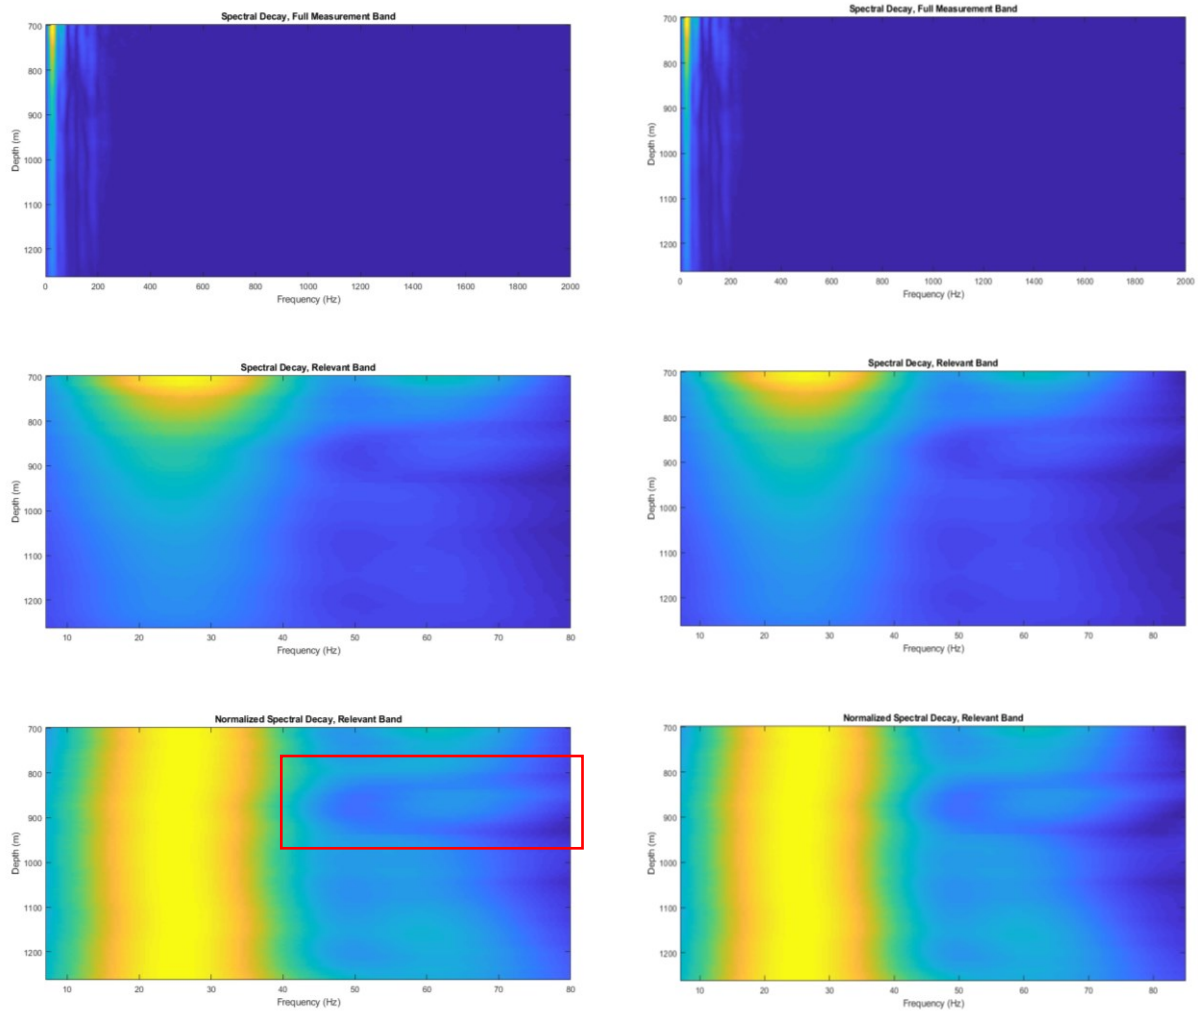 Spectral Decay, Full Measurement Band
700
800
900
1000
1100
1200
Depth (m)
0 200 400 600 800 1000 1200 1400 1600 1800 2000
Frequency (Hz)
Spectral Decay, Full Measurement Band
700
800
900
1000
1100
1200
Depth (m)
0 200 400 600 800 1000 1200 1400 1600 1800 2000
Frequency (Hz)
Spectral Decay, Relevant Band
700
800
900
1000
1100
1200
Depth (m)
10 20 30 40 50 60 70 80
Frequency (Hz)
Spectral Decay, Relevant Band
700
800
900
1000
1100
1200
Depth (m)
10 20 30 40 50 60 70 80
Frequency (Hz)
Normalized Spectral Decay, Relevant Band
700
800
900
1000
1100
1200
Depth (m)
10 20 30 40 50 60 70 80
Frequency (Hz)
Normalized Spectral Decay, Relevant Band
700
800
900
1000
1100
1200
Depth (m)
10 20 30 40 50 60 70 80
Frequency (Hz)